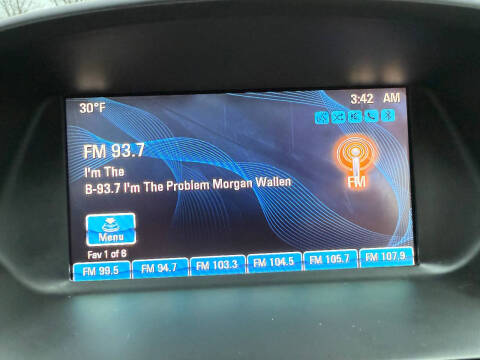 30°F
3:42 AM
FM 93.7
I'm The
B-93.7 I'm The Problem Morgan Wallen
FM
Menu
Fav 1 of 8
FM 99.5 FM 94.7 FM 103.3 FM 104.5 FM 105.7 FM 107.9